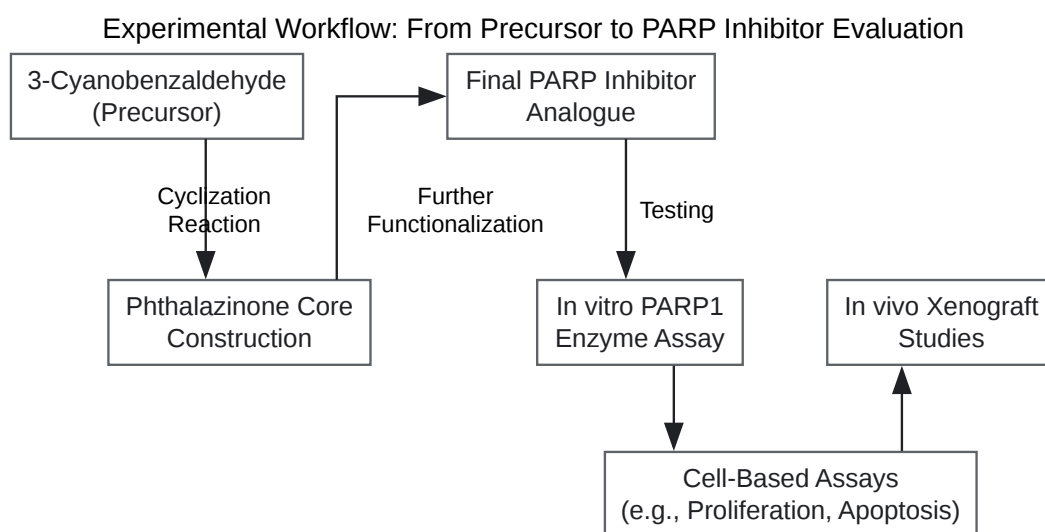 Experimental Workflow: From Precursor to PARP Inhibitor Evaluation
3-Cyanobenzaldehyde
(Precursor)
Final PARP Inhibitor
Analogue
Cyclization
Reaction
Further
Functionalization
Testing
Phthalazinone Core
Construction
In vitro PARP1
Enzyme Assay
In vivo Xenograft
Studies
Cell-Based Assays
(e.g., Proliferation, Apoptosis)